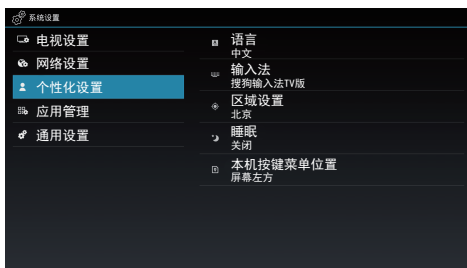 系统设置
电视设置
网络设置
个性化设置
应用管理
通用设置
语言
中文
输入法
搜狗输入法TV版
区域设置
北京
睡眠
关闭
本机按键菜单位置
屏幕左方